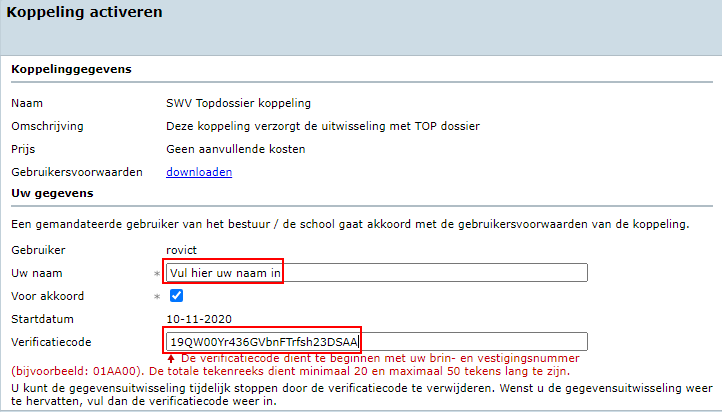 Koppeling activeren
Koppelinggegevens
Naam SWV Topdossier koppeling
Omschrijving Deze koppeling verzorgt de uitwisseling met TOP dossier
Prijs Geen aanvullende kosten
Gebruikersvoorwaarden downloaden
Uw gegevens
Een gemandateerde gebruiker van het bestuur / de school gaat akkoord met de gebruikersvoorwaarden van de koppeling.
Gebruiker rovict
Uw naam * Vul hier uw naam in
Voor akkoord *
Startdatum 10-11-2020
Verificatiecode 19QW00Yr436GVbnFTrfsh23DSAA
De verificatiecode dient te beginnen met uw brin- en vestigingsnummer
(bijvoorbeeld: 01AA00). De totale tekenreeks dient minimaal 20 en maximaal 50 tekens lang te zijn.
U kunt de gegevensuitwisseling tijdelijk stoppen door de verificatiecode te verwijderen. Wenst u de gegevensuitwisseling weer
te hervatten, vul dan de verificatiecode weer in.